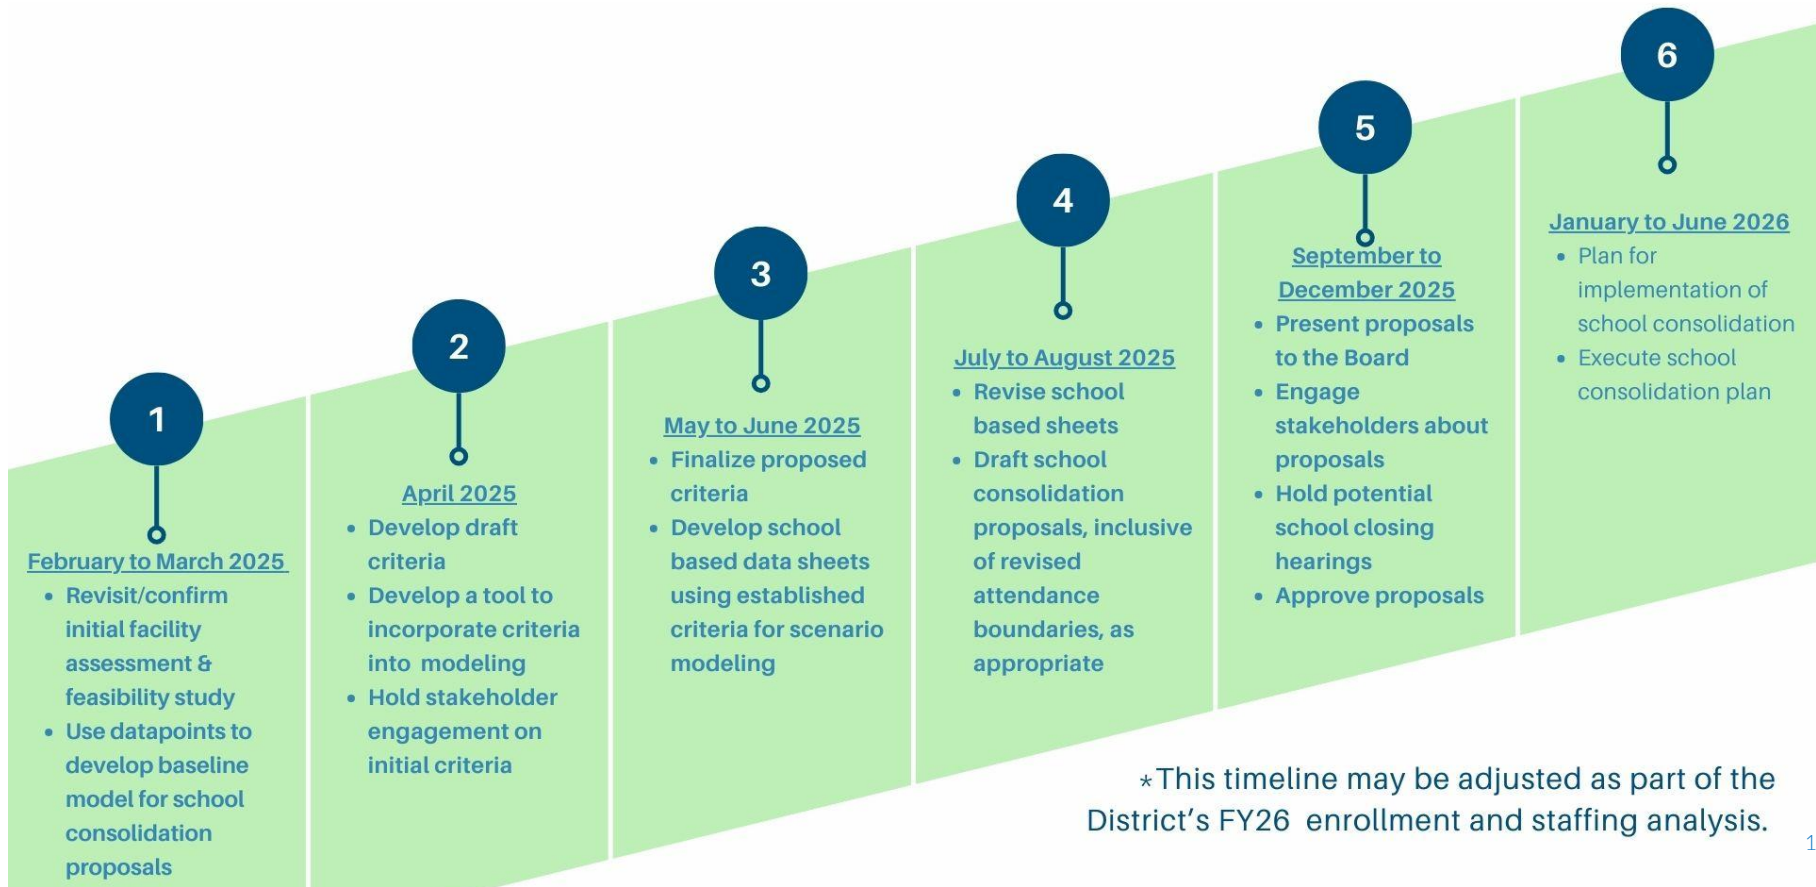 1
February to March 2025
• Revisit/confirm
initial facility
assessment &
feasibility study
• Use datapoints to
develop baseline
model for school
consolidation
proposals
2
April 2025
• Develop draft
criteria
• Develop a tool to
incorporate criteria
into modeling
• Hold stakeholder
engagement on
initial criteria
3
May to June 2025
• Finalize proposed
criteria
• Develop school
based data sheets
using established
criteria for scenario
modeling
4
July to August 2025
• Revise school
based sheets
• Draft school
consolidation
proposals, inclusive
of revised
attendance
boundaries, as
appropriate
5
September to
December 2025
• Present proposals
to the Board
• Engage
stakeholders about
proposals
• Hold potential
school closing
hearings
• Approve proposals
6
January to June 2026
• Plan for
implementation of
school consolidation
• Execute school
consolidation plan
*This timeline may be adjusted as part of the
District’s FY26 enrollment and staffing analysis.
1